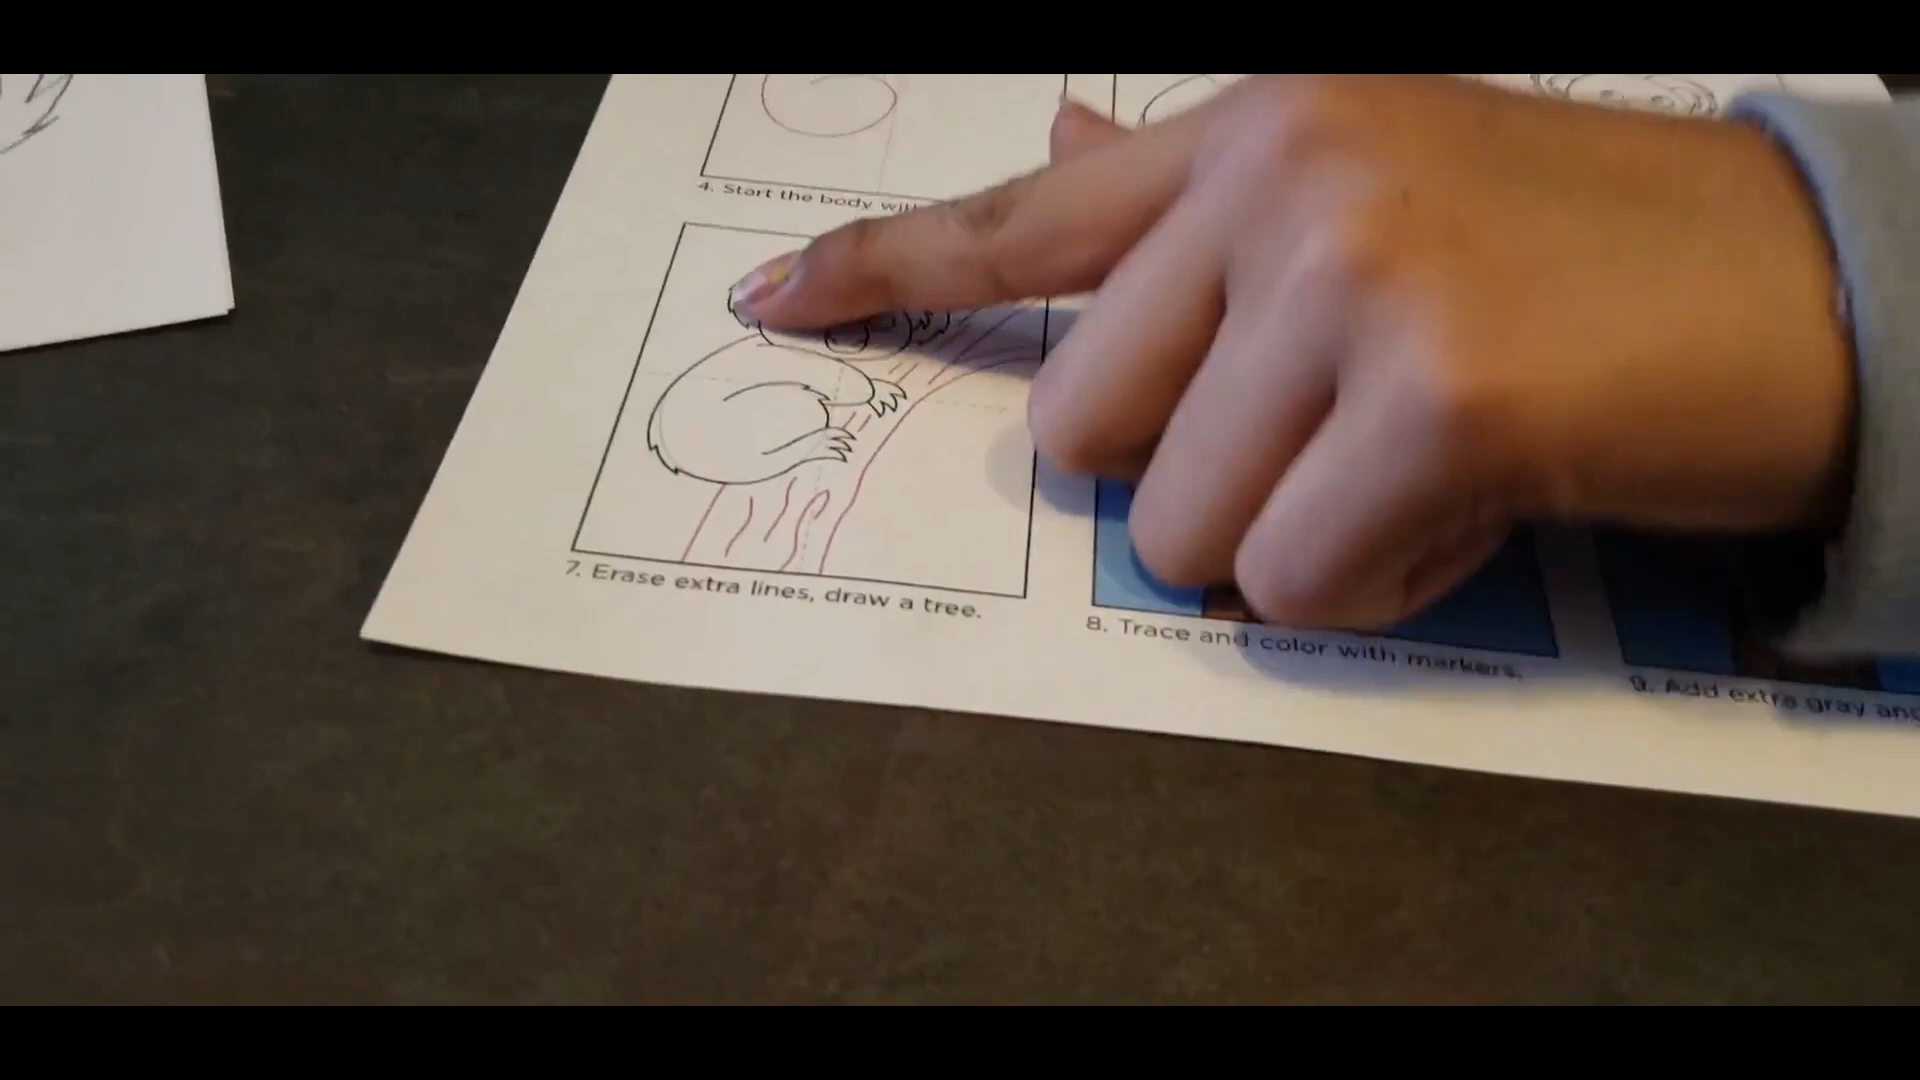 4. Start the body
7. Erase extra lines, draw a tree.
8. Trace and color with markers.
9. Add extra gray